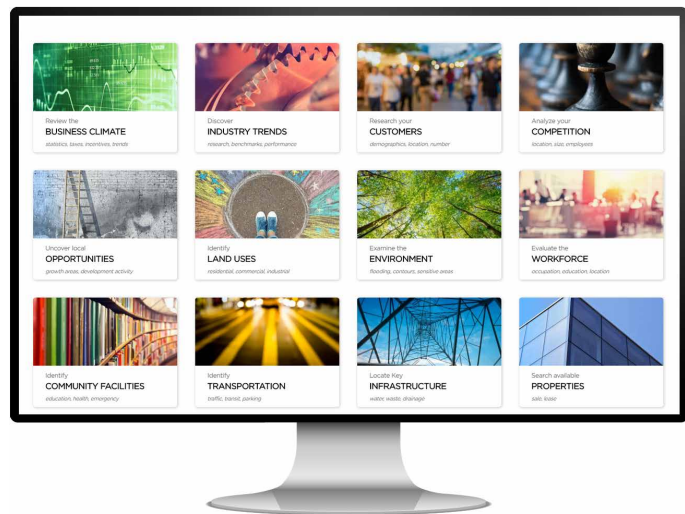 Review the
BUSINESS CLIMATE
statistics, taxes, incentives, trends
Discover
INDUSTRY TRENDS
research, benchmarks, performance
Research your
CUSTOMERS
demographics, location, number
Analyze your
COMPETITION
location, size, employees
Uncover local
OPPORTUNITIES
growth areas, development activity
Identify
LAND USES
residential, commercial, industrial
Examine the
ENVIRONMENT
flooding, contours, sensitive areas
Evaluate the
WORKFORCE
occupation, education, location
Identify
COMMUNITY FACILITIES
education, health, emergency
Identify
TRANSPORTATION
traffic, transit, parking
Locate Key
INFRASTRUCTURE
water, waste, drainage
Search available
PROPERTIES
sale, lease